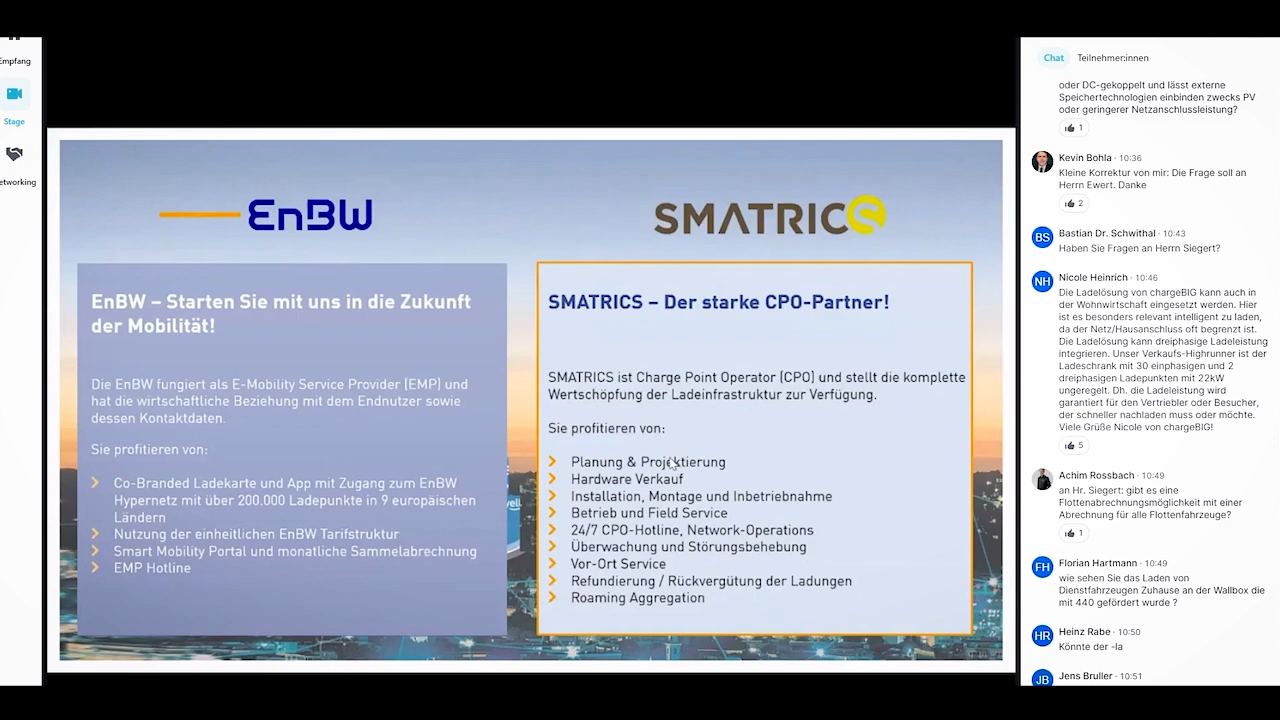 Empfang
Stage
etworking
EnBW
EnBW – Starten Sie mit uns in die Zukunft
der Mobilität!
Die EnBW fungiert als E-Mobility Service Provider (EMP) und
hat die wirtschaftliche Beziehung mit dem Endnutzer sowie
dessen Kontaktdaten.
Sie profitieren von:
Co-Branded Ladekarte und App mit Zugang zum EnBW
Hypernetz mit über 200.000 Ladepunkte in 9 europäischen
Ländern
Nutzung der einheitlichen EnBW Tarifstruktur
Smart Mobility Portal und monatliche Sammelabrechnung
EMP Hotline
SMATRICS
SMATRICS – Der starke CPO-Partner!
SMATRICS ist Charge Point Operator (CPO) und stellt die komplette
Wertschöpfung der Ladeinfrastruktur zur Verfügung.
Sie profitieren von:
Planung & Projektierung
Hardware Verkauf
Installation, Montage und Inbetriebnahme
Betrieb und Field Service
24/7 CPO-Hotline, Network-Operations
Überwachung und Störungsbehebung
Vor-Ort Service
Refundierung / Rückvergütung der Ladungen
Roaming Aggregation
Chat Teilnehmer:innen
oder DC-gekoppelt und lässt externe
Speichertechnologien einbinden zwecks PV
oder geringerer Netzanschlussleistung?
1
Kevin Bohla · 10:36
Kleine Korrektur von mir: Die Frage soll an
Herrn Ewert. Danke
2
BS
Bastian Dr. Schwithal · 10:43
Haben Sie Fragen an Herrn Siegert?
NH
Nicole Heinrich · 10:46
Die Ladelösung von chargeBIG kann auch in
der Wohnwirtschaft eingesetzt werden. Hier
ist es besonders relevant intelligent zu laden,
da der Netz/Hausanschluss oft begrenzt ist.
Die Ladelösung kann dreiphasige Ladeleistung
integrieren. Unser Verkaufs-Highrunner ist der
Ladeschrank mit 30 einphasigen und 2
dreiphasigen Ladepunkten mit 22kW
ungeregelt. Dh. die Ladeleistung wird
garantiert für den Vertriebler oder Besucher,
der schneller nachladen muss oder möchte.
Viele Grüße Nicole von chargeBIG!
5
Achim Rossbach · 10:49
an Hr. Siegert: gibt es eine
Flottenabrechnungsmöglichkeit mit einer
Abrechnung für alle Flottenfahrzeuge?
1
FH
Florian Hartmann · 10:49
wie sehen Sie das Laden von
Dienstfahrzeugen Zuhause an der Wallbox die
mit 440 gefördert wurde ?
HR
Heinz Rabe · 10:50
Könnte der -la
JB
Jens Bruller · 10:51